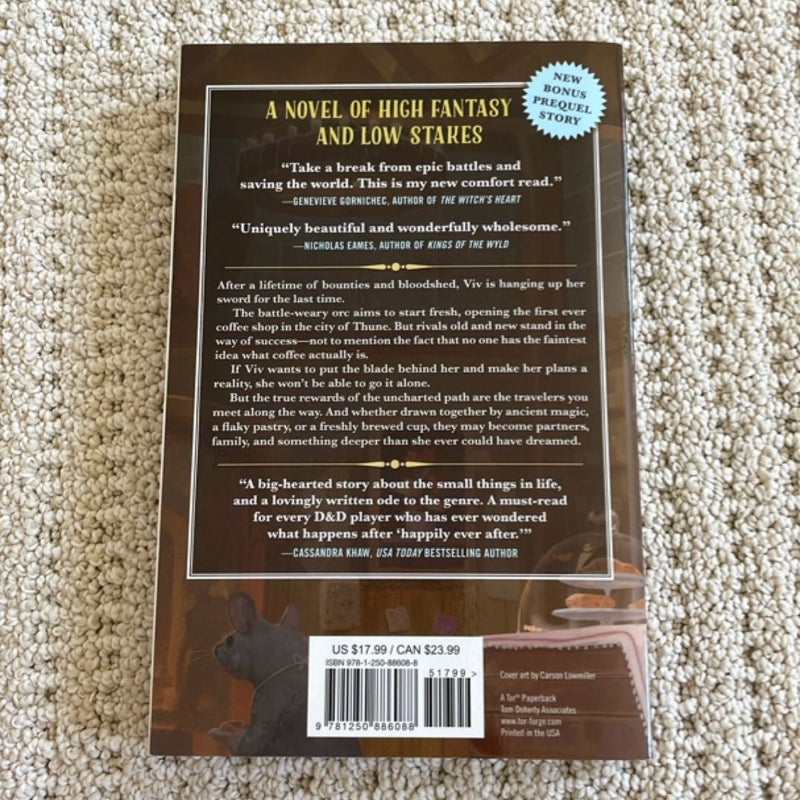 A NOVEL OF HIGH FANTASY
AND LOW STAKES
NEW
BONUS
PREQUEL
STORY
“Take a break from epic battles and
saving the world. This is my new comfort read.”
—GENEVIEVE GORNICHEC, AUTHOR OF THE WITCH'S HEART
“Uniquely beautiful and wonderfully wholesome.”
—NICHOLAS EAMES, AUTHOR OF KINGS OF THE WYLD
After a lifetime of bounties and bloodshed, Viv is hanging up her
sword for the last time.
The battle-weary orc aims to start fresh, opening the first ever
coffee shop in the city of Thune. But rivals old and new stand in the
way of success—not to mention the fact that no one has the faintest
idea what coffee actually is.
If Viv wants to put the blade behind her and make her plans a
reality, she won't be able to go it alone.
But the true rewards of the uncharted path are the travelers you
meet along the way. And whether drawn together by ancient magic,
a flaky pastry, or a freshly brewed cup, they may become partners,
family, and something deeper than she ever could have dreamed.
“A big-hearted story about the small things in life,
and a lovingly written ode to the genre. A must-read
for every D&D player who has ever wondered
what happens after ‘happily ever after.’”
—CASSANDRA KHAW, USA TODAY BESTSELLING AUTHOR
US $17.99 / CAN $23.99
ISBN 978-1-250-88608-8
51799>
9 781250 886088
Cover art by Carson Lowmiller
A Tor® Paperback
Tom Doherty Associates
www.tor-forge.com
Printed in the USA